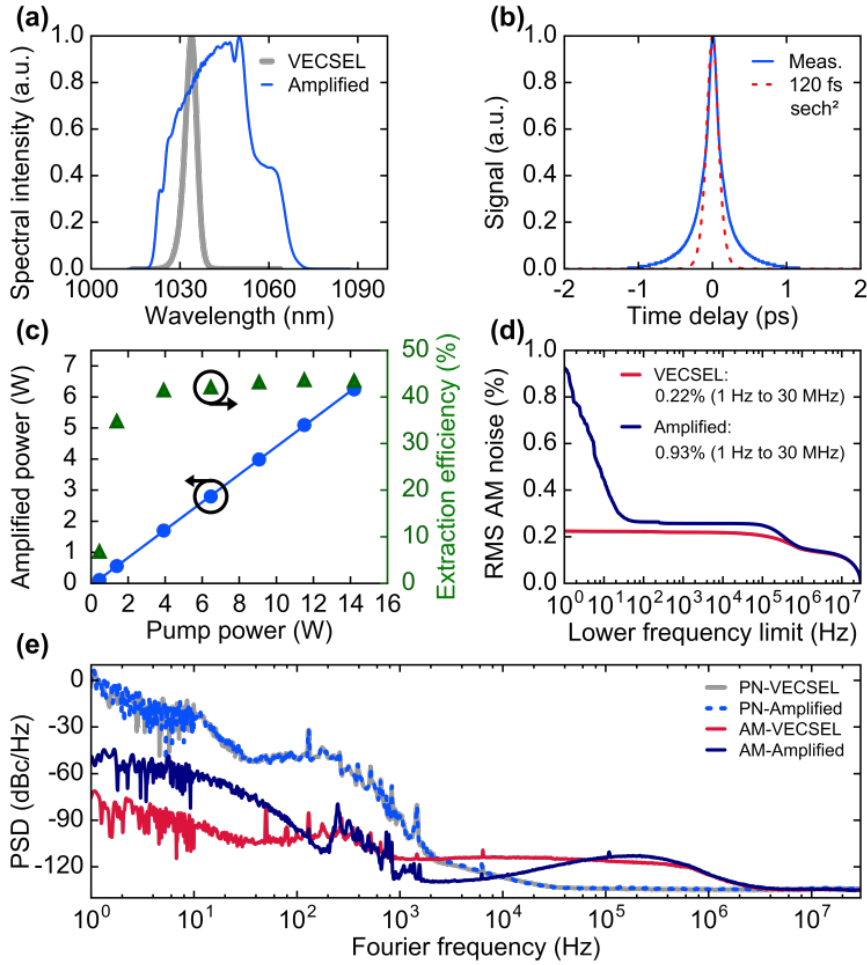 (a)
Spectral intensity (a.u.)
1.0
0.8
0.6
0.4
0.2
0.0
VECSEL
Amplified
1000 1030 1060 1090
Wavelength (nm)
(b)
Signal (a.u.)
1.0
0.8
0.6
0.4
0.2
0.0
Meas.
120 fs
sech²
-2 -1 0 1 2
Time delay (ps)
(c)
Amplified power (W)
7
6
5
4
3
2
1
0
50
40
30
20
10
0
Extraction efficiency (%)
0 2 4 6 8 10 12 14 16
Pump power (W)
(d)
RMS AM noise (%)
1.0
0.8
0.6
0.4
0.2
0.0
VECSEL:
0.22% (1 Hz to 30 MHz)
Amplified:
0.93% (1 Hz to 30 MHz)
10⁰ 10¹ 10² 10³ 10⁴ 10⁵ 10⁶ 10⁷
Lower frequency limit (Hz)
(e)
PSD (dBc/Hz)
0
-30
-60
-90
-120
PN-VECSEL
PN-Amplified
AM-VECSEL
AM-Amplified
10⁰ 10¹ 10² 10³ 10⁴ 10⁵ 10⁶ 10⁷
Fourier frequency (Hz)